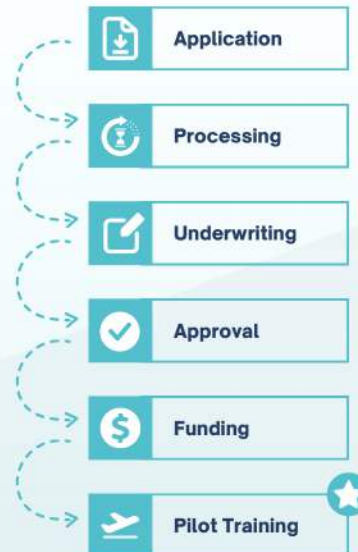 Application
Processing
Underwriting
Approval
Funding
Pilot Training